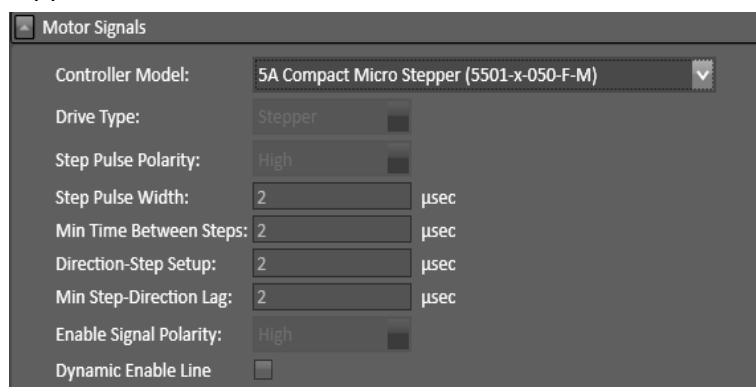 Motor Signals
Controller Model: 5A Compact Micro Stepper (5501-x-050-F-M)
Drive Type: Stepper
Step Pulse Polarity: High
Step Pulse Width: 2 µsec
Min Time Between Steps: 2 µsec
Direction-Step Setup: 2 µsec
Min Step-Direction Lag: 2 µsec
Enable Signal Polarity: High
Dynamic Enable Line